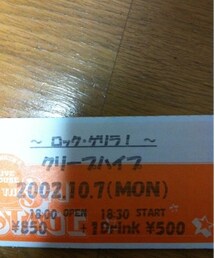 ～ ロック・ゲリラ！ ～
クリープハイプ
2002.10.7(MON)
18:00 OPEN 18:30 START
¥850 1Drink ¥500